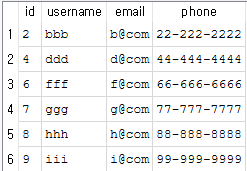 id username email phone
1 2 bbb b@com 22-222-2222
2 4 ddd d@com 44-444-4444
3 6 fff f@com 66-666-6666
4 7 ggg g@com 77-777-7777
5 8 hhh h@com 88-888-8888
6 9 iii i@com 99-999-9999